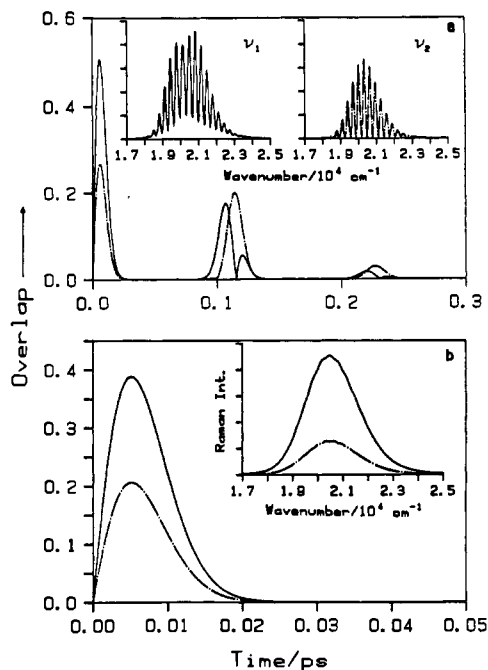 a
ν₁
ν₂
1.7 1.9 2.1 2.3 2.5
1.7 1.9 2.1 2.3 2.5
Wavenumber/10⁴ cm⁻¹
0.6
0.4
0.2
0.0
0.0 0.1 0.2 0.3
Overlap
b
0.4
0.3
0.2
0.1
0.0
Raman Int.
1.7 1.9 2.1 2.3 2.5
Wavenumber/10⁴ cm⁻¹
0.00 0.01 0.02 0.03 0.04 0.05
Time/ps